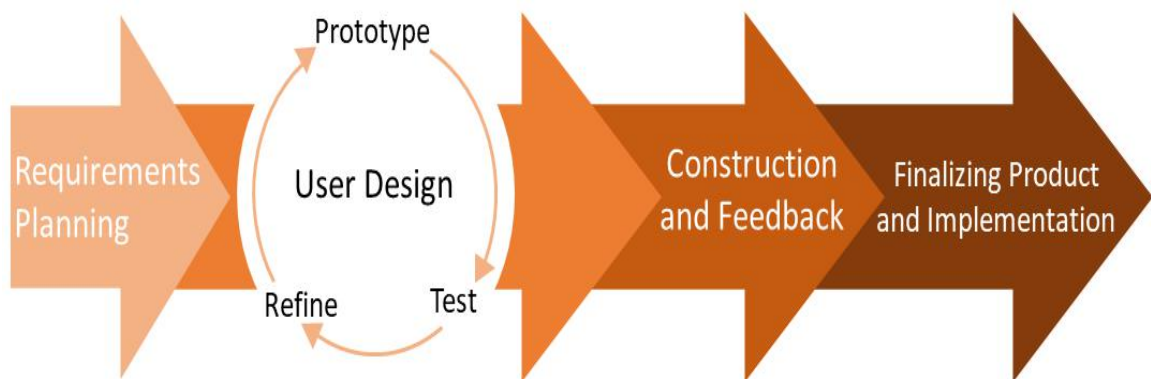 Requirements
Planning
Prototype
User Design
Refine
Test
Construction
and Feedback
Finalizing Product
and Implementation